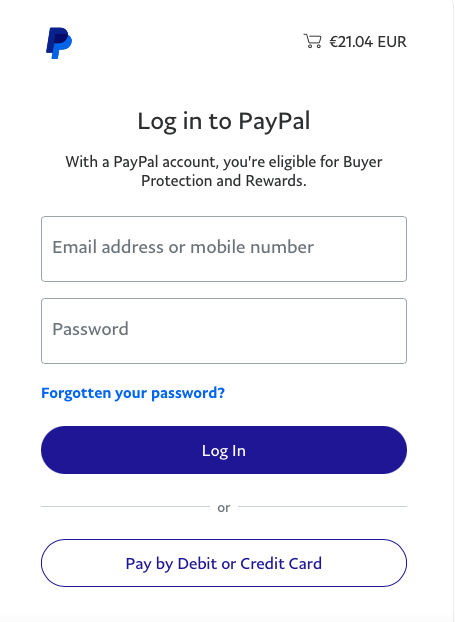 €21.04 EUR
Log in to PayPal
With a PayPal account, you're eligible for Buyer
Protection and Rewards.
Email address or mobile number
Password
Forgotten your password?
Log In
or
Pay by Debit or Credit Card